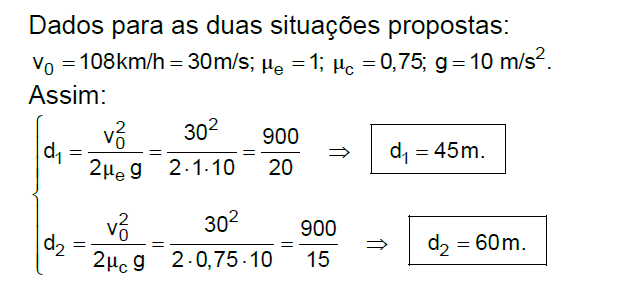 Dados para as duas situações propostas:
v₀ = 108km/h = 30m/s; μₑ = 1; μ_c = 0,75; g = 10 m/s².
Assim:
d₁ = v₀²/(2μₑ g) = 30²/(2·1·10) = 900/20 ⇒ d₁ = 45m.
d₂ = v₀²/(2μ_c g) = 30²/(2·0,75·10) = 900/15 ⇒ d₂ = 60m.